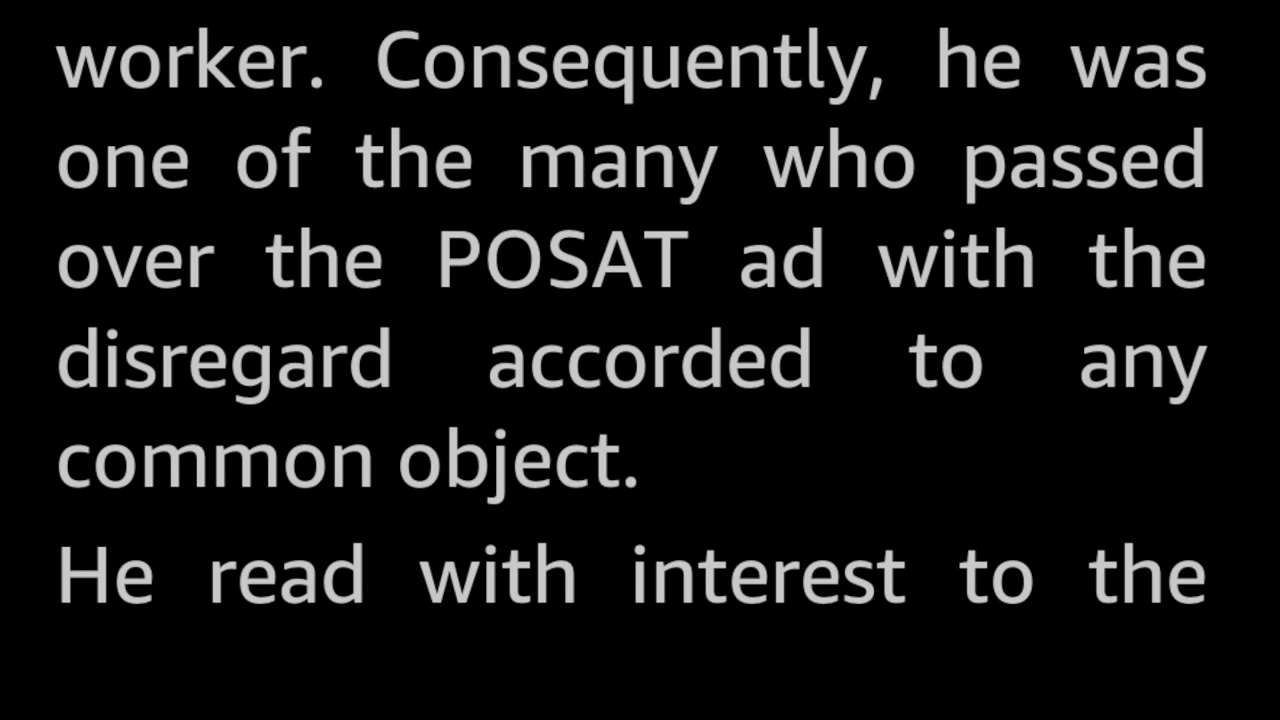 worker. Consequently, he was
one of the many who passed
over the POSAT ad with the
disregard accorded to any
common object.
He read with interest to the